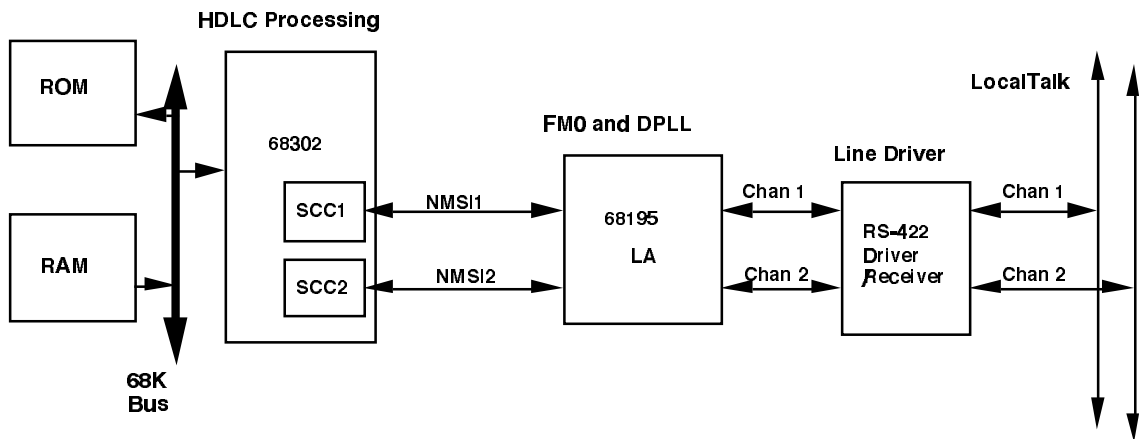 HDLC Processing
ROM
68302
SCC1
SCC2
RAM
68K
Bus
NMSI1
NMSI2
FM0 and DPLL
68195
LA
Chan 1
Chan 2
Line Driver
RS-422
Driver
/Receiver
LocalTalk
Chan 1
Chan 2